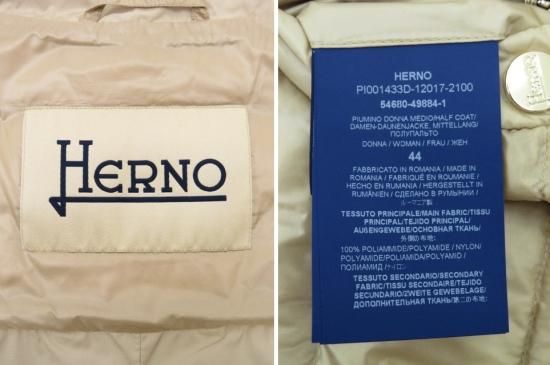 HERNO
HERNO
PI001433D-12017-2100
54680-49884-1
PIUMINO DONNA MEDIO/HALF COAT/
DAMEN-DAUNENJACKE, MITTELLANG/
ПОЛУПАЛЬТО
DONNA / WOMAN / FRAU / ЖЕН
44
FABBRICATO IN ROMANIA / MADE IN
ROMANIA / FABRIQUÉ EN ROUMANIE /
HECHO EN RUMANIA / HERGESTELLT IN
RUMÄNIEN / СДЕЛАНО В РУМЫНИИ /
ルーマニア製
TESSUTO PRINCIPALE/MAIN FABRIC/TISSU
PRINCIPAL/TEJIDO PRINCIPAL/
AUßENGEWEBE/ОСНОВНАЯ ТКАНЬ/
外側の布地:
100% POLIAMMIDE/POLYAMIDE / NYLON/
POLYAMIDE/POLIAMIDA/POLYAMID /
ПОЛИАМИД /ナイロン
TESSUTO SECONDARIO/SECONDARY
FABRIC/TISSU SECONDAIRE/TEJIDO
SECUNDARIO/ZWEITE GEWEBELAGE/
ДОПОЛНИТЕЛЬНАЯ ТКАНЬ/第二の布地:
HERNO